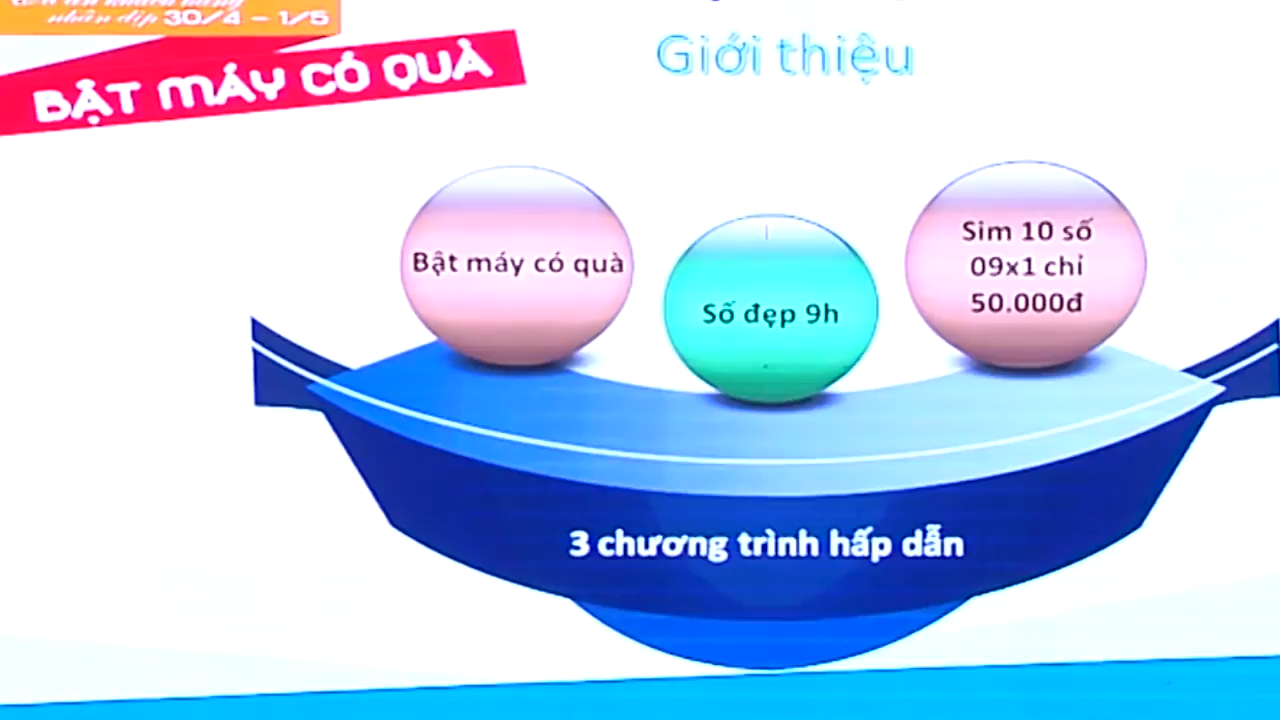 nhân dịp 30/4 - 1/5
BẬT MÁY CÓ QUÀ
Giới thiệu
Bật máy có quà
Số đẹp 9h
Sim 10 số
09x1 chỉ
50.000đ
3 chương trình hấp dẫn